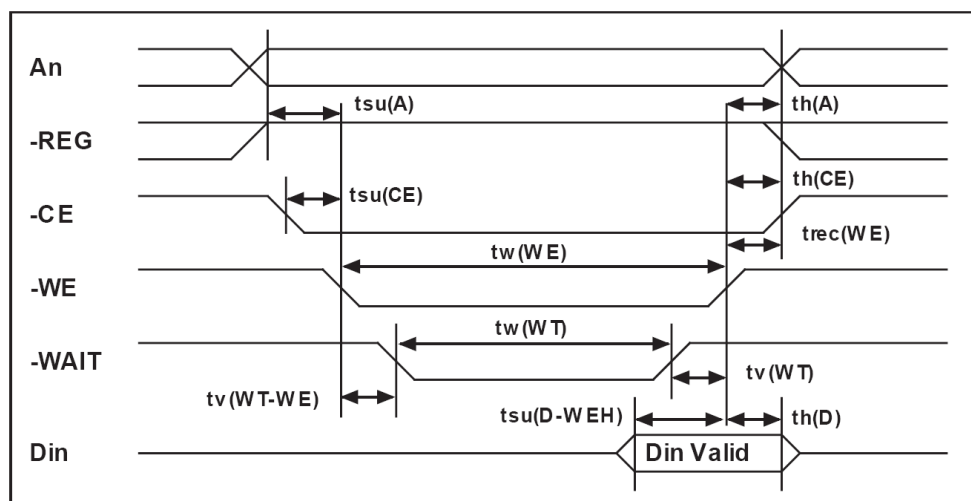 An
tsu(A)
th(A)
-REG
th(CE)
tsu(CE)
-CE
trec(WE)
tw(WE)
-WE
tw(WT)
-WAIT
tv(WT)
tv(WT-WE)
tsu(D-WEH)
th(D)
Din
Din Valid